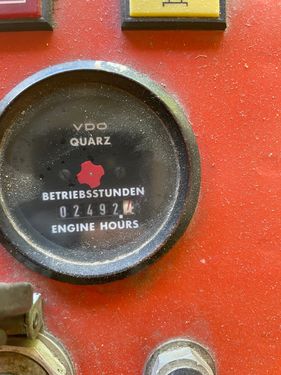 VDO
QUARZ
BETRIEBSSTUNDEN
02492
ENGINE HOURS